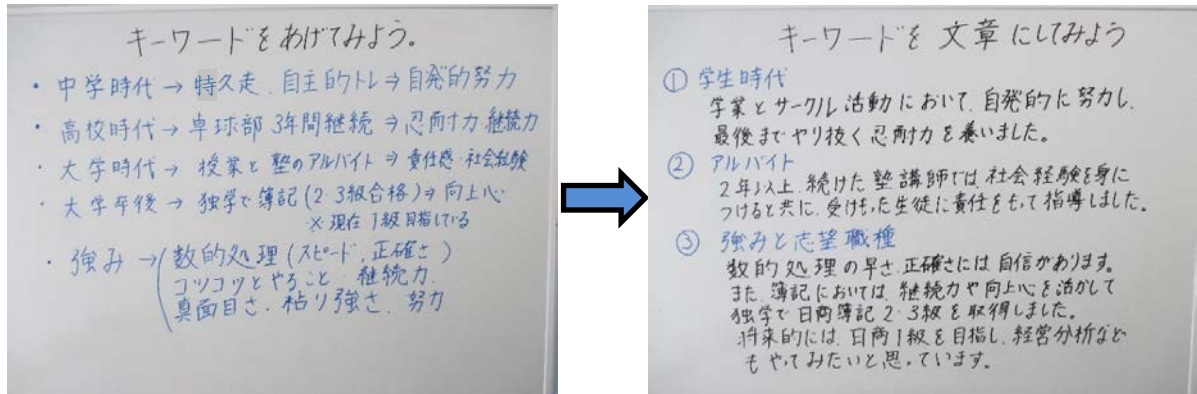 キーワードをあげてみよう。
・中学時代→特久走、自主的トレ⇒自発的努力
・高校時代→卓球部 3年間継続⇒忍耐力 継続力
・大学時代→授業と塾のアルバイト⇒責任感・社会経験
・大学卒後→独学で簿記(2・3級合格)⇒向上心
※現在1級目指している
・強み→(数的処理(スピード、正確さ)
コツコツとやること、継続力、
真面目さ、粘り強さ、努力
キーワードを文章にしてみよう
① 学生時代
学業とサークル活動において、自発的に努力し、
最後までやり抜く忍耐力を養いました。
② アルバイト
2年以上、続けた塾講師では、社会経験を身に
つけると共に、受けもった生徒に責任をもって指導しました。
③ 強みと志望職種
数的処理の早さ、正確さには自信があります。
また、簿記においては、継続力や向上心を活かして
独学で日商簿記2・3級を取得しました。
将来的には、日商1級を目指し、経営分析など
もやってみたいと思っています。